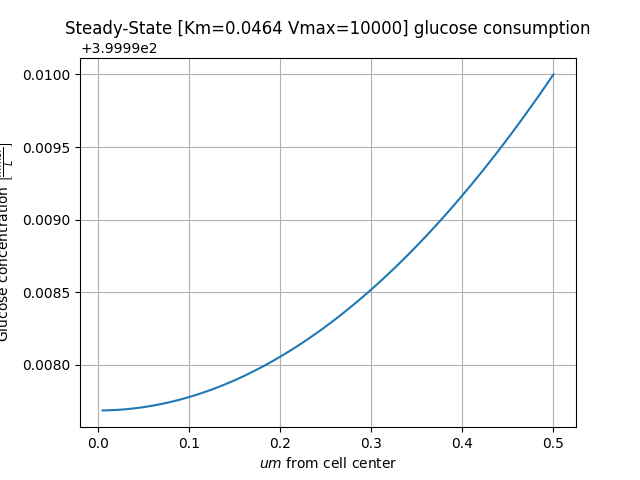 Steady-State [Km=0.0464 Vmax=10000] glucose consumption
+3.9999e2
0.0100
0.0095
0.0090
0.0085
0.0080
Glucose concentration
0.0 0.1 0.2 0.3 0.4 0.5
um from cell center